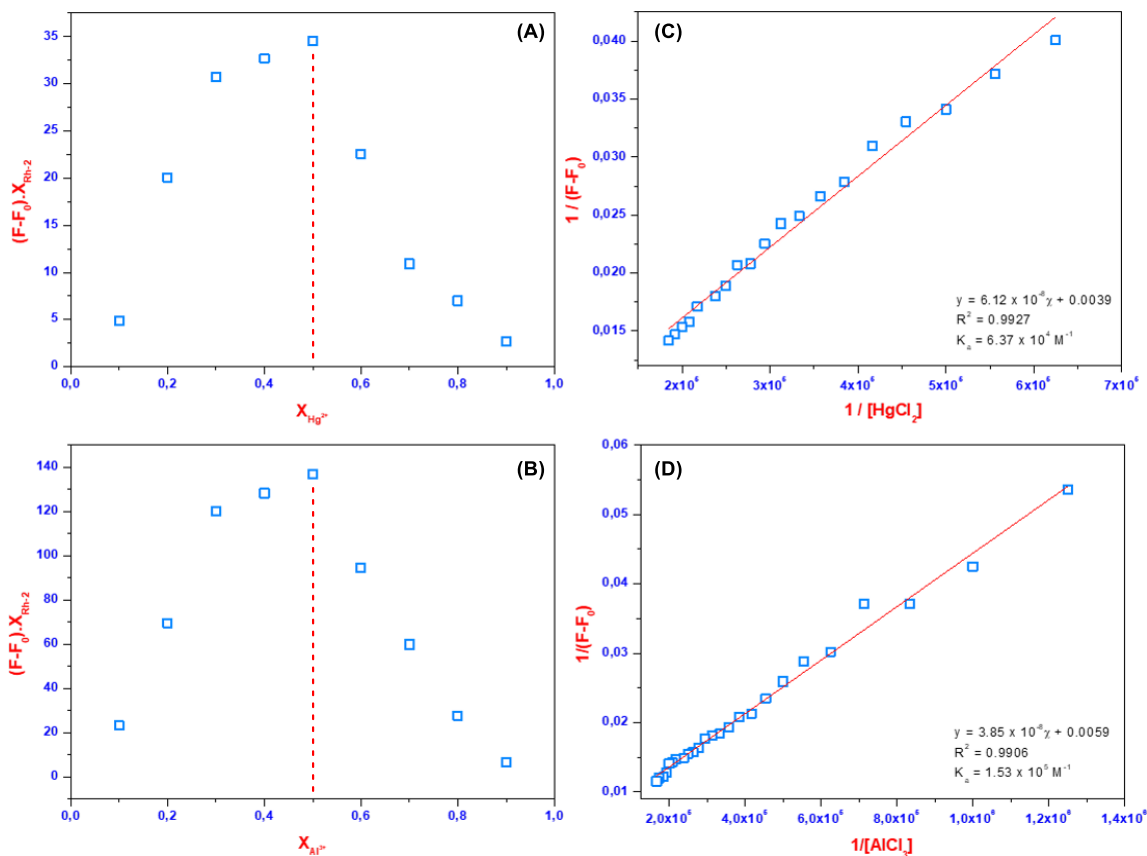 (A)
35
30
25
20
15
10
5
0
(F-F₀).X_Rh-2
0,0 0,2 0,4 0,6 0,8 1,0
X_Hg²⁺
(C)
0,040
0,035
0,030
0,025
0,020
0,015
1 / (F-F₀)
y = 6.12 x 10⁻⁸χ + 0.0039
R² = 0.9927
Kₐ = 6.37 x 10⁴ M⁻¹
2x10⁶ 3x10⁶ 4x10⁶ 5x10⁶ 6x10⁶ 7x10⁶
1 / [HgCl₂]
(B)
140
120
100
80
60
40
20
0
(F-F₀).X_Rh-2
0,0 0,2 0,4 0,6 0,8 1,0
X_Al³⁺
(D)
0,06
0,05
0,04
0,03
0,02
0,01
1/(F-F₀)
y = 3.85 x 10⁻⁸χ + 0.0059
R² = 0.9906
Kₐ = 1.53 x 10⁵ M⁻¹
2,0x10⁶ 4,0x10⁶ 6,0x10⁶ 8,0x10⁶ 1,0x10⁶ 1,2x10⁶ 1,4x10⁶
1/[AlCl₃]